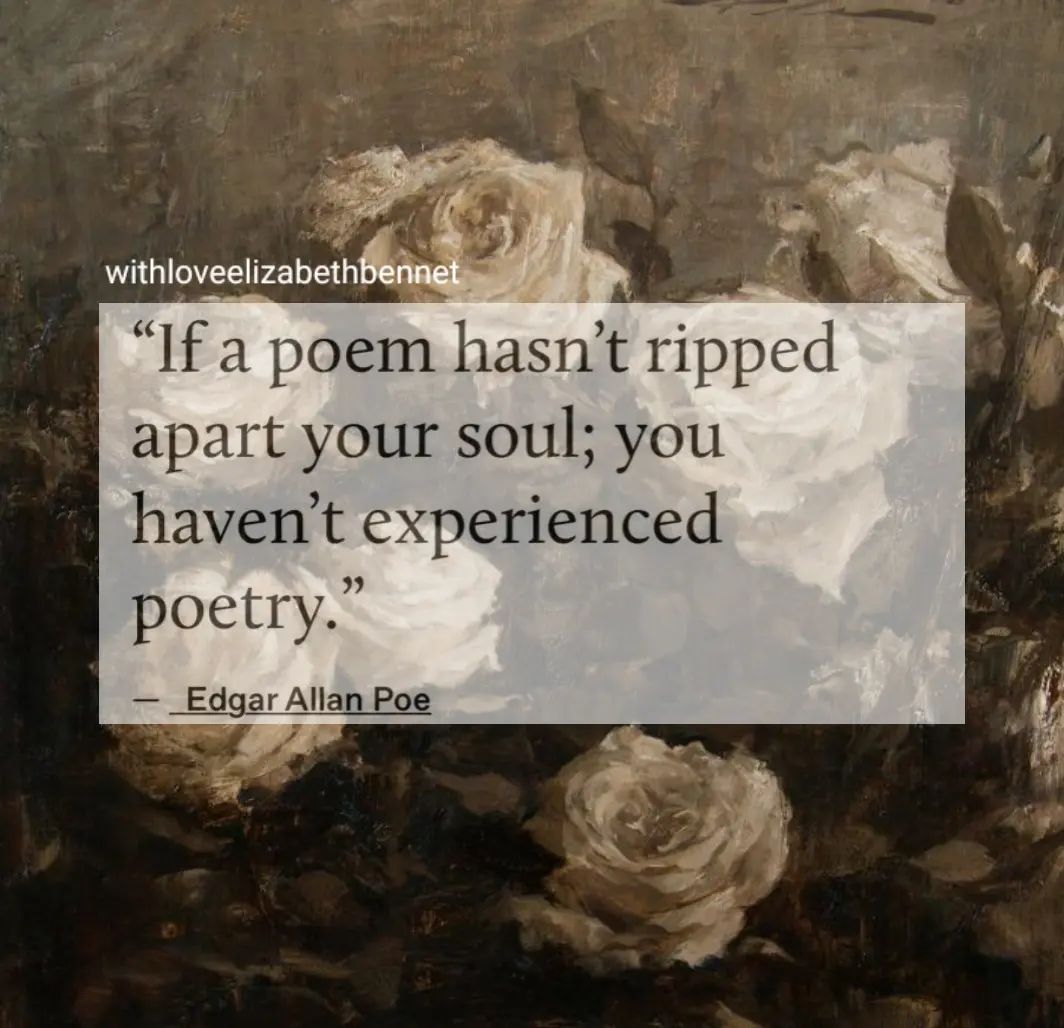 withloveelizabethbennet
“If a poem hasn’t ripped
apart your soul; you
haven’t experienced
poetry.”
— Edgar Allan Poe